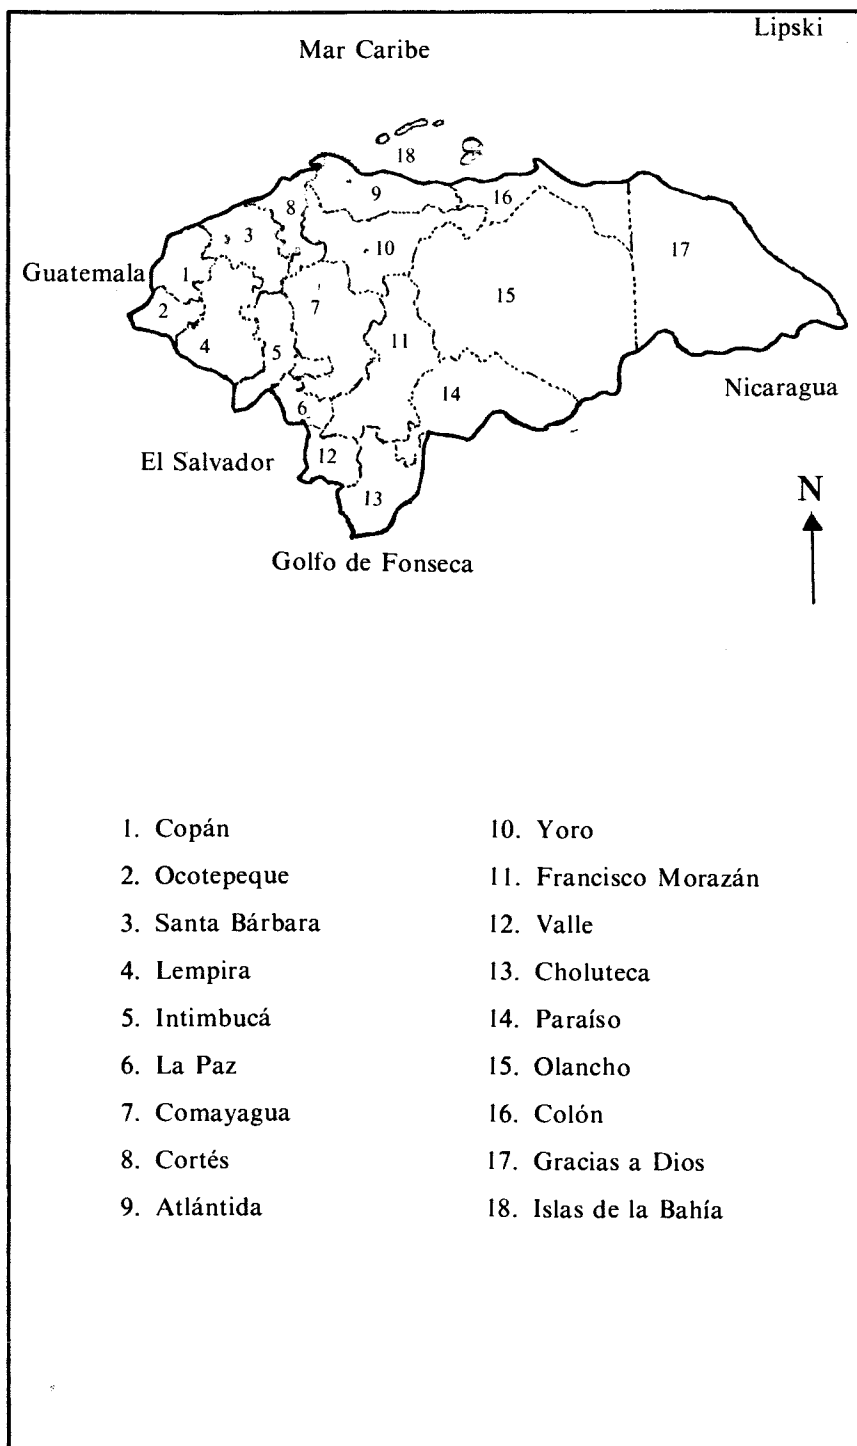 Lipski
Mar Caribe
18
9
16
8
3
10
17
Guatemala
1
15
2
7
4
11
5
Nicaragua
14
6
El Salvador
12
N
13
Golfo de Fonseca
1. Copán
2. Ocotepeque
3. Santa Bárbara
4. Lempira
5. Intimbucá
6. La Paz
7. Comayagua
8. Cortés
9. Atlántida
10. Yoro
11. Francisco Morazán
12. Valle
13. Choluteca
14. Paraíso
15. Olancho
16. Colón
17. Gracias a Dios
18. Islas de la Bahía